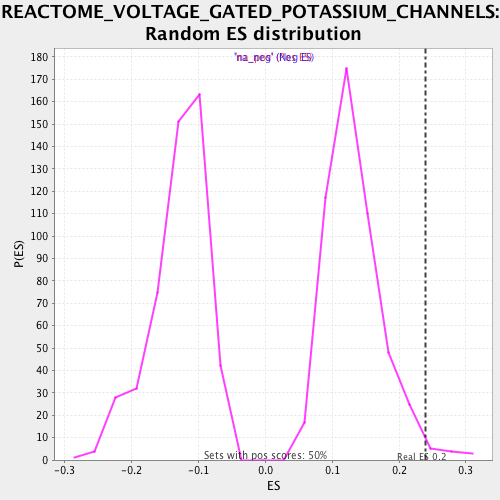 REACTOME_VOLTAGE_GATED_POTASSIUM_CHANNELS:
Random ES distribution
180
170
160
150
140
130
120
110
100
90
80
70
60
50
40
30
20
10
0
P(ES)
Sets with pos scores: 50%
Real ES 0.2
-0.3 -0.2 -0.1 0.0 0.1 0.2 0.3
ES